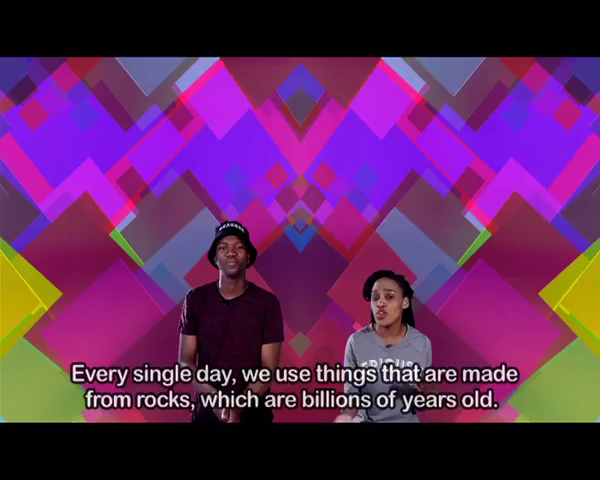 Every single day, we use things that are made
from rocks, which are billions of years old.